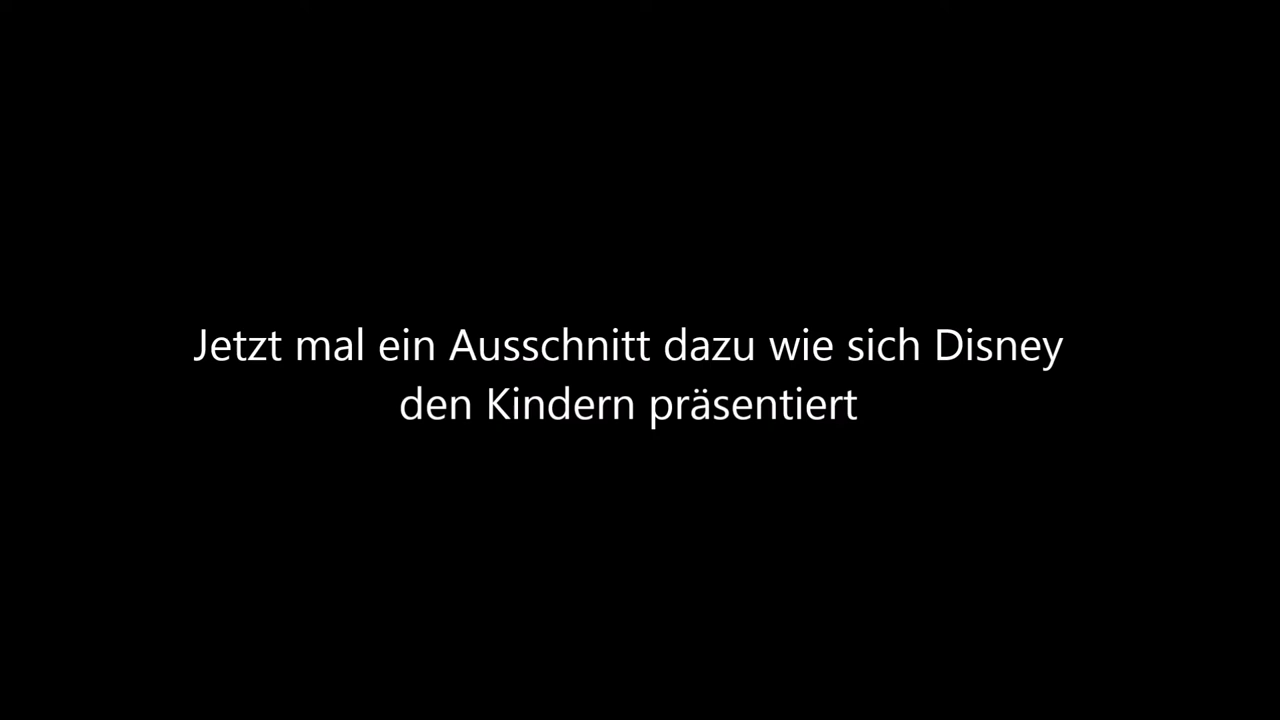 Jetzt mal ein Ausschnitt dazu wie sich Disney
den Kindern präsentiert